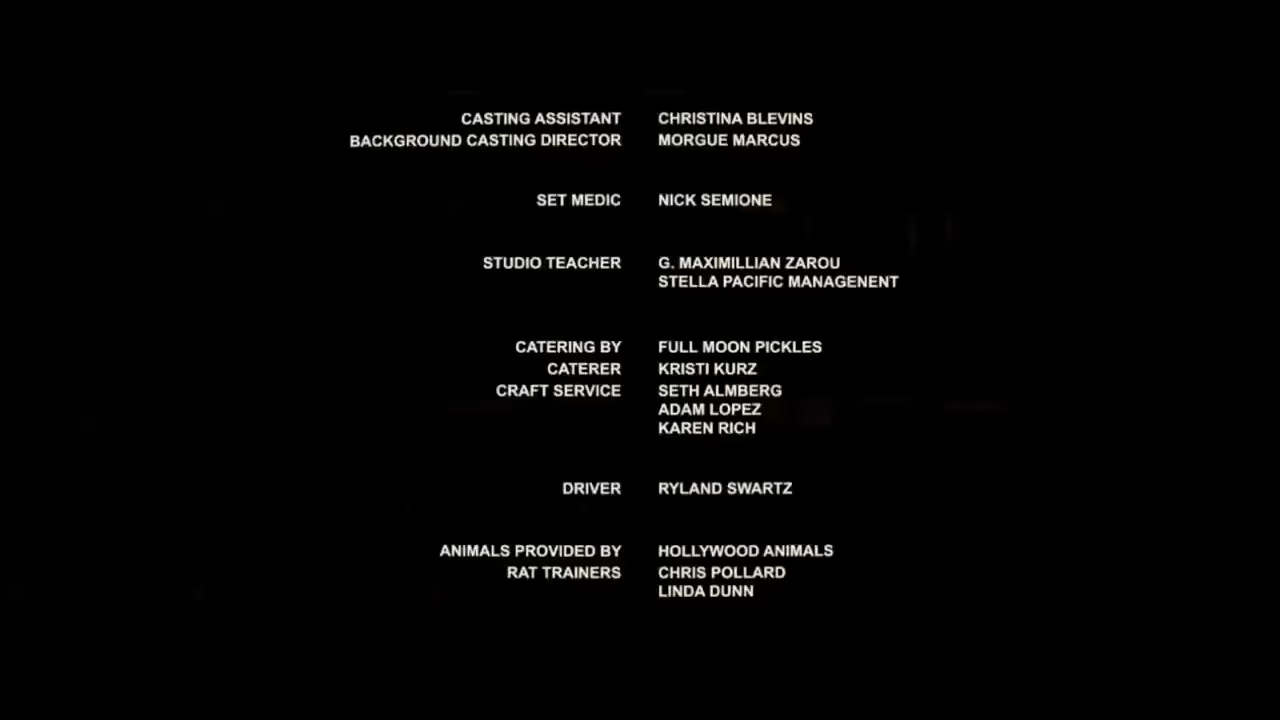 CASTING ASSISTANT CHRISTINA BLEVINS
BACKGROUND CASTING DIRECTOR MORGUE MARCUS
SET MEDIC NICK SEMIONE
STUDIO TEACHER G. MAXIMILLIAN ZAROU
STELLA PACIFIC MANAGENENT
CATERING BY FULL MOON PICKLES
CATERER KRISTI KURZ
CRAFT SERVICE SETH ALMBERG
ADAM LOPEZ
KAREN RICH
DRIVER RYLAND SWARTZ
ANIMALS PROVIDED BY HOLLYWOOD ANIMALS
RAT TRAINERS CHRIS POLLARD
LINDA DUNN